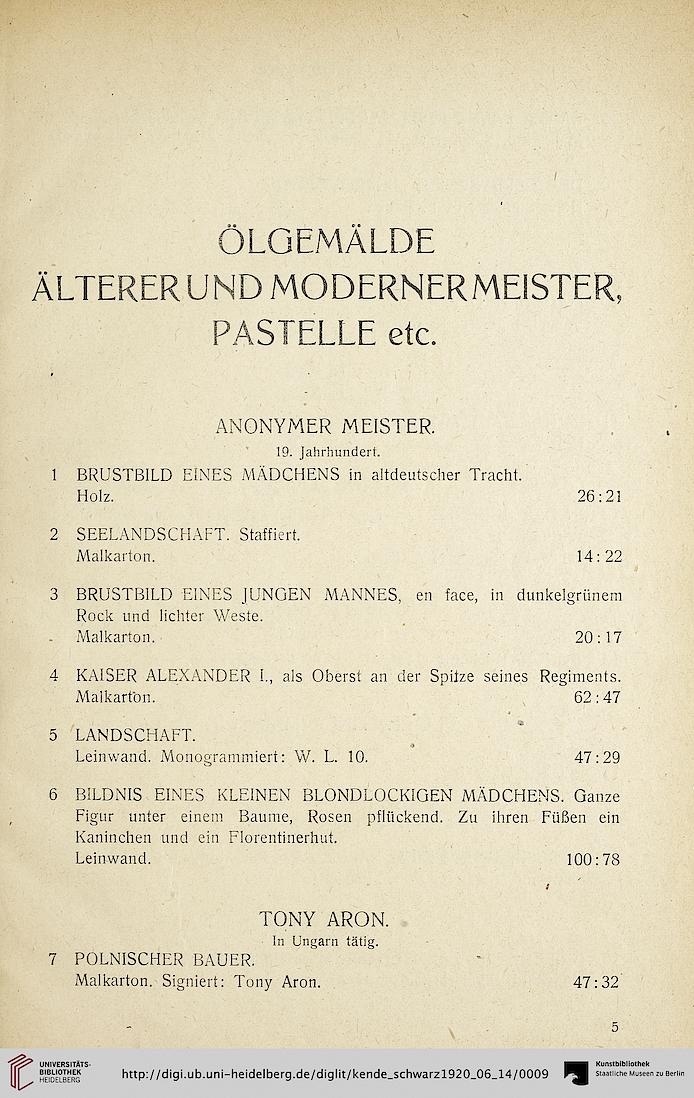 ÖLGEMÄLDE
ÄLTERER UND MODERNER MEISTER,
PASTELLE etc.
ANONYMER MEISTER.
19. Jahrhundert.
1 BRUSTBILD EINES MÄDCHENS in altdeutscher Tracht.
Holz. 26:21
2 SEELANDSCHAFT. Staffiert.
Malkarton. 14:22
3 BRUSTBILD EINES JUNGEN MANNES, en face, in dunkelgrünem
Rock und lichter Weste.
Malkarton. 20:17
4 KAISER ALEXANDER I., als Oberst an der Spitze seines Regiments.
Malkarton. 62:47
5 LANDSCHAFT.
Leinwand. Monogrammiert: W. L. 10. 47:29
6 BILDNIS EINES KLEINEN BLONDLOCKIGEN MÄDCHENS. Ganze
Figur unter einem Baume, Rosen pflückend. Zu ihren Füßen ein
Kaninchen und ein Florentinerhut.
Leinwand. 100:78
TONY ARON.
In Ungarn tätig.
7 POLNISCHER BAUER.
Malkarton. Signiert: Tony Aron. 47:32
5
UNIVERSITÄTS-
BIBLIOTHEK
HEIDELBERG
http://digi.ub.uni-heidelberg.de/diglit/kende_schwarz1920_06_14/0009
Kunstbibliothek
Staatliche Museen zu Berlin